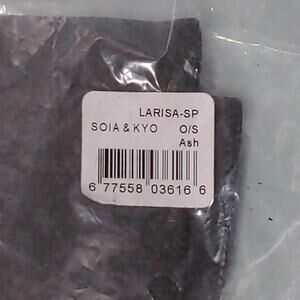 LARISA-SP
SOIA & KYO O/S
Ash
6 77558 03616 6